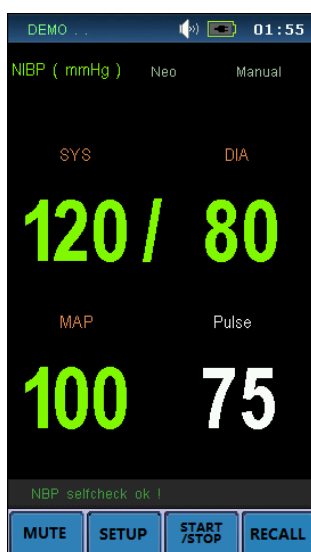 DEMO . . 01:55
NIBP ( mmHg ) Neo Manual
SYS DIA
120 / 80
MAP Pulse
100 75
NBP selfcheck ok !
MUTE SETUP START /STOP RECALL